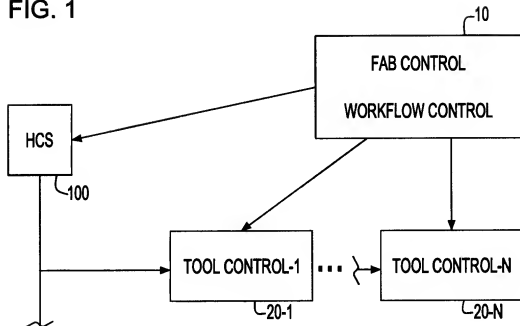 FIG. 1
10
FAB CONTROL
WORKFLOW CONTROL
HCS
100
TOOL CONTROL-1
TOOL CONTROL-N
20-1
20-N